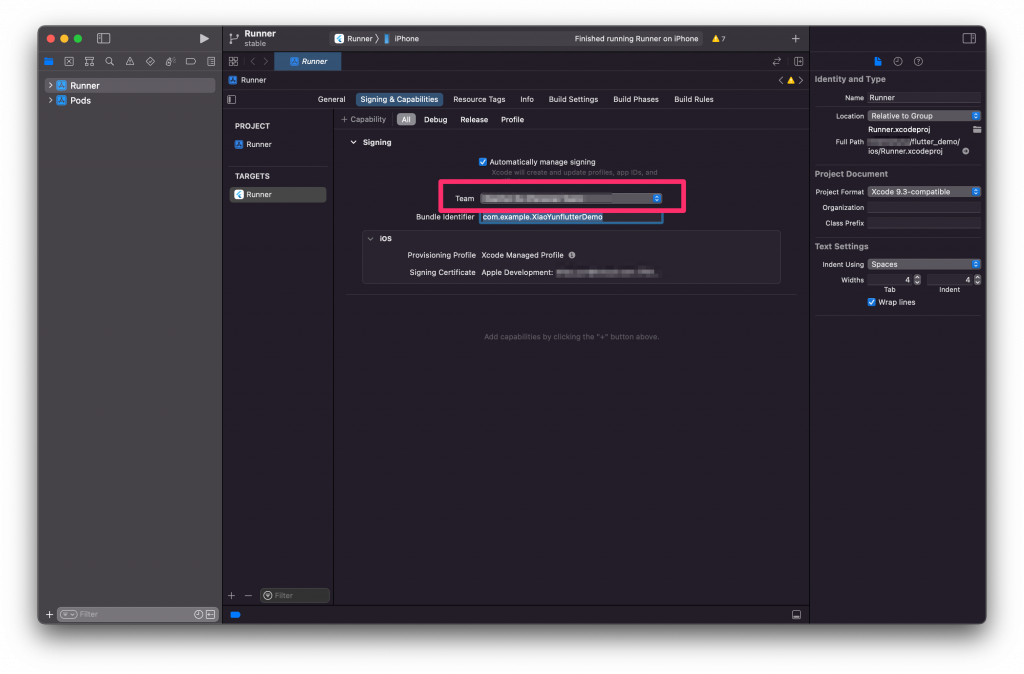 Runner
stable
Runner 〉 iPhone
Finished running Runner on iPhone
7
Runner
Pods
Filter
Runner
Runner
General
Signing & Capabilities
Resource Tags
Info
Build Settings
Build Phases
Build Rules
PROJECT
Runner
TARGETS
Runner
Filter
+ Capability
All
Debug
Release
Profile
Signing
Automatically manage signing
Xcode will create and update profiles, app IDs, and
Team
Bundle Identifier com.example.XiaoYunflutterDemo
iOS
Provisioning Profile Xcode Managed Profile
Signing Certificate Apple Development:
Add capabilities by clicking the "+" button above.
Identity and Type
Name Runner
Location Relative to Group
Runner.xcodeproj
Full Path /flutter_demo/
ios/Runner.xcodeproj
Project Document
Project Format Xcode 9.3-compatible
Organization
Class Prefix
Text Settings
Indent Using Spaces
Widths 4 4
Tab Indent
Wrap lines